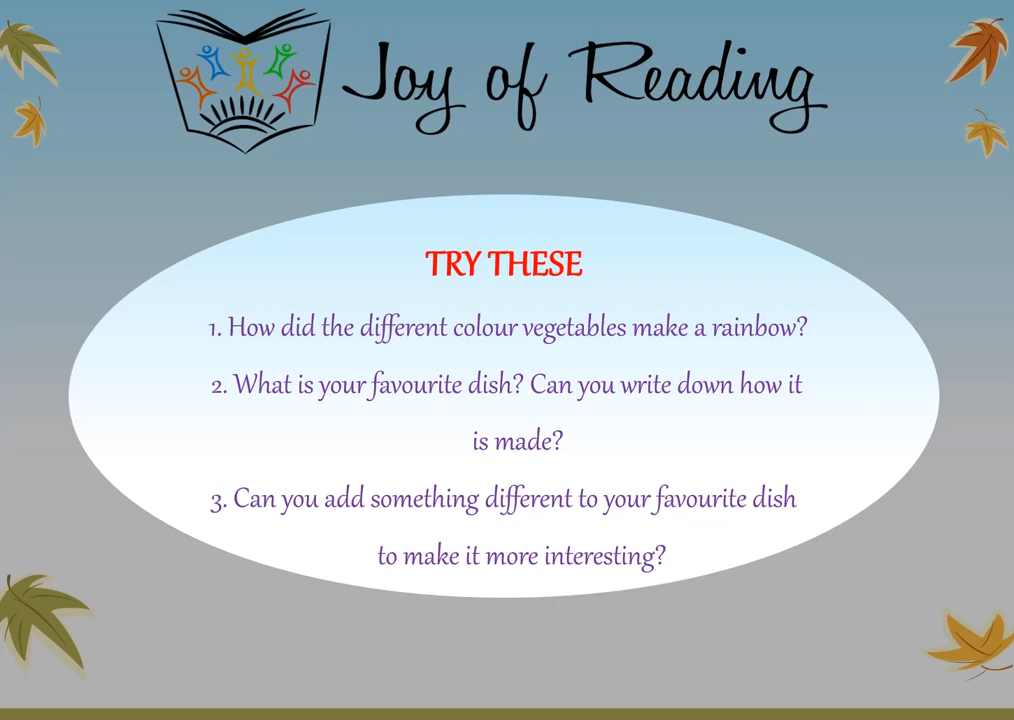 Joy of Reading
TRY THESE
1. How did the different colour vegetables make a rainbow?
2. What is your favourite dish? Can you write down how it
is made?
3. Can you add something different to your favourite dish
to make it more interesting?